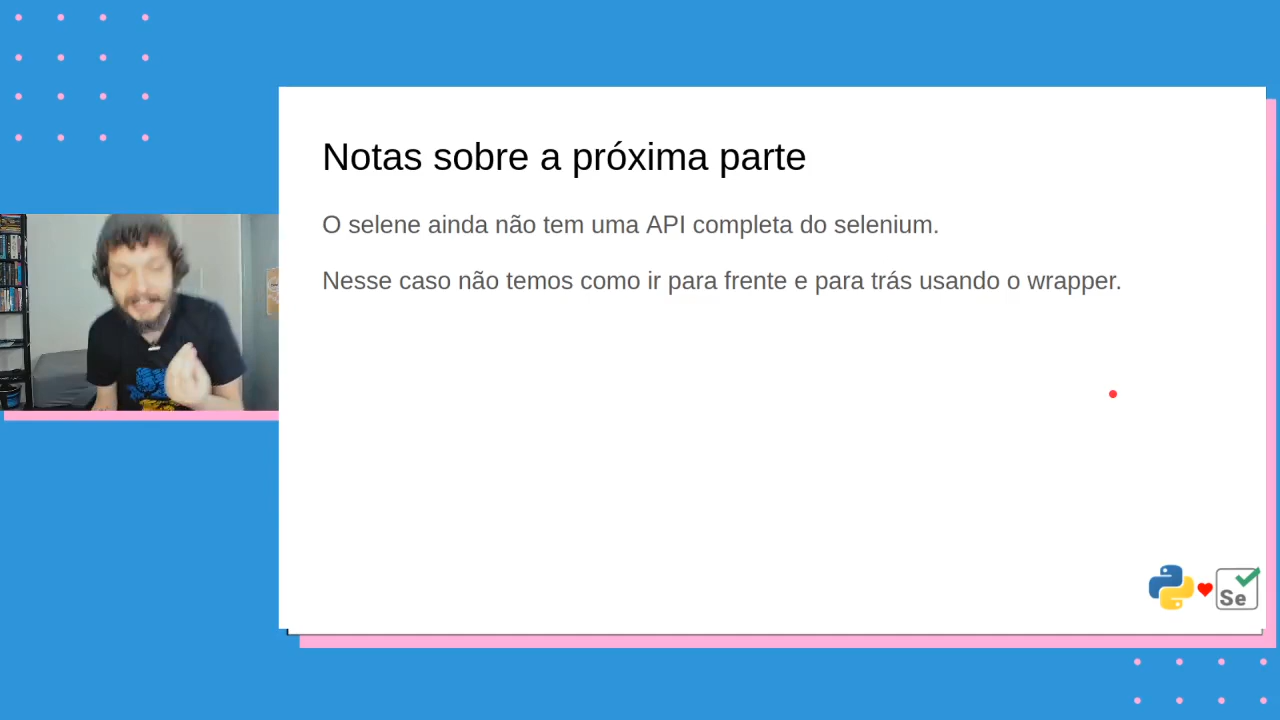 Notas sobre a próxima parte
O selene ainda não tem uma API completa do selenium.
Nesse caso não temos como ir para frente e para trás usando o wrapper.
Se